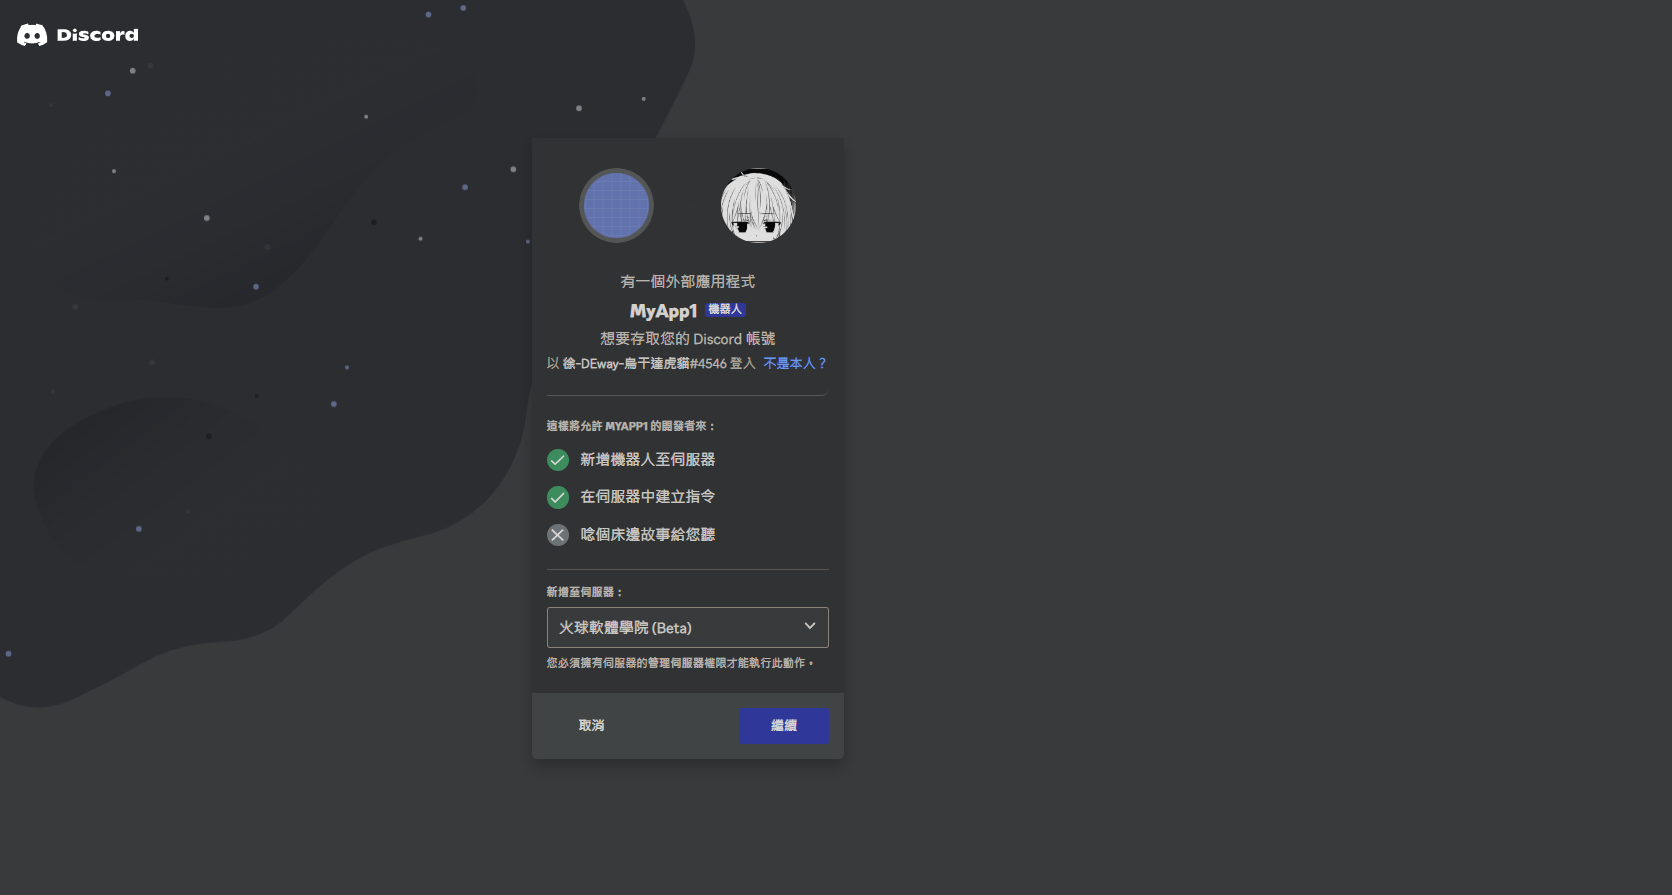 Discord
有一個外部應用程式
MyApp1 機器人
想要存取您的 Discord 帳號
以 徐-DEway-烏干達虎貓#4546 登入 不是本人？
這樣將允許 MYAPP1 的開發者來：
新增機器人至伺服器
在伺服器中建立指令
唸個床邊故事給您聽
新增至伺服器：
火球軟體學院 (Beta)
您必須擁有伺服器的管理伺服器權限才能執行此動作。
取消
繼續